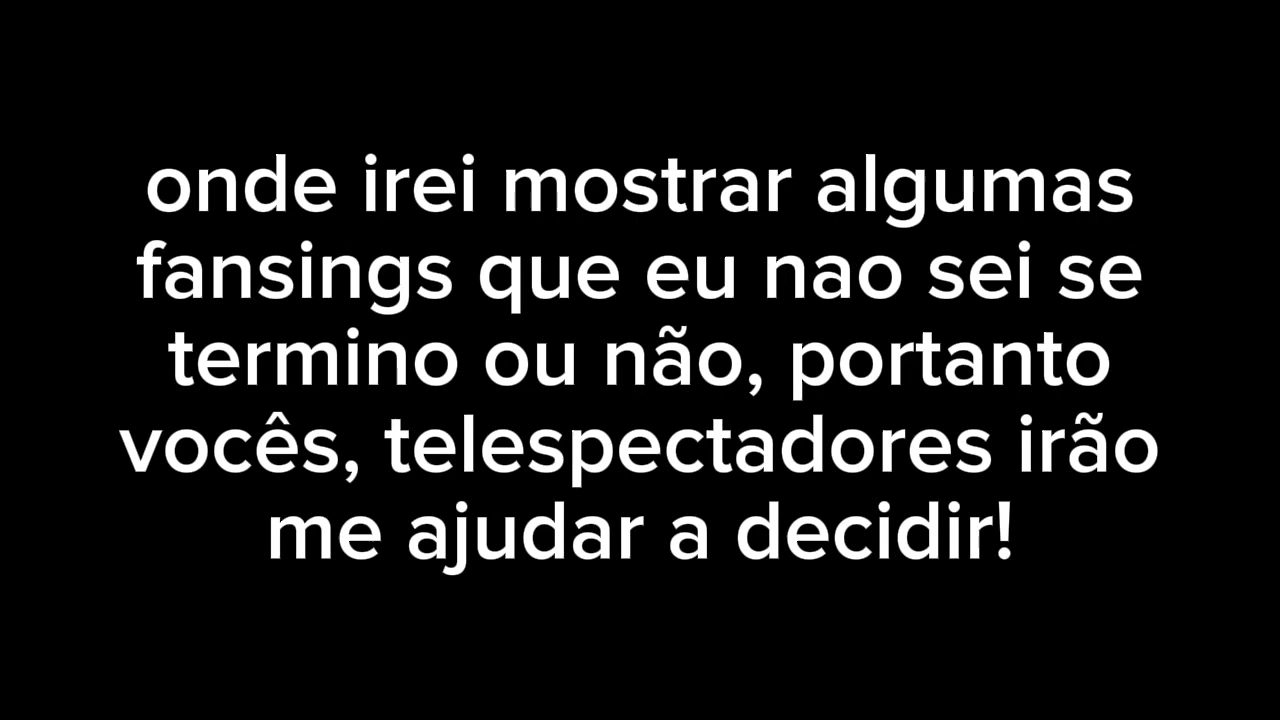 onde irei mostrar algumas
fansings que eu nao sei se
termino ou não, portanto
vocês, telespectadores irão
me ajudar a decidir!